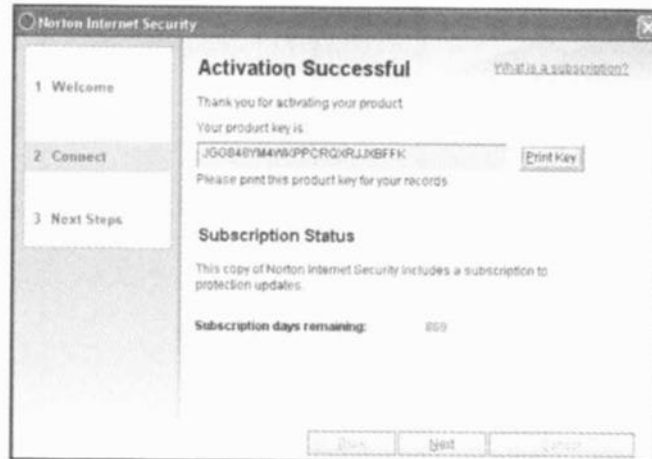 Norton Internet Security
Activation Successful
What is a subscription?
1 Welcome
Thank you for activating your product
Your product key is:
Print Key
2 Connect
Please print this product key for your records.
3 Next Steps
Subscription Status
This copy of Norton Internet Security includes a subscription to
protection updates.
Subscription days remaining:
Next